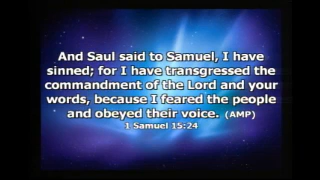 And Saul said to Samuel, I have
sinned; for I have transgressed the
commandment of the Lord and your
words, because I feared the people
and obeyed their voice. (AMP)
1 Samuel 15:24